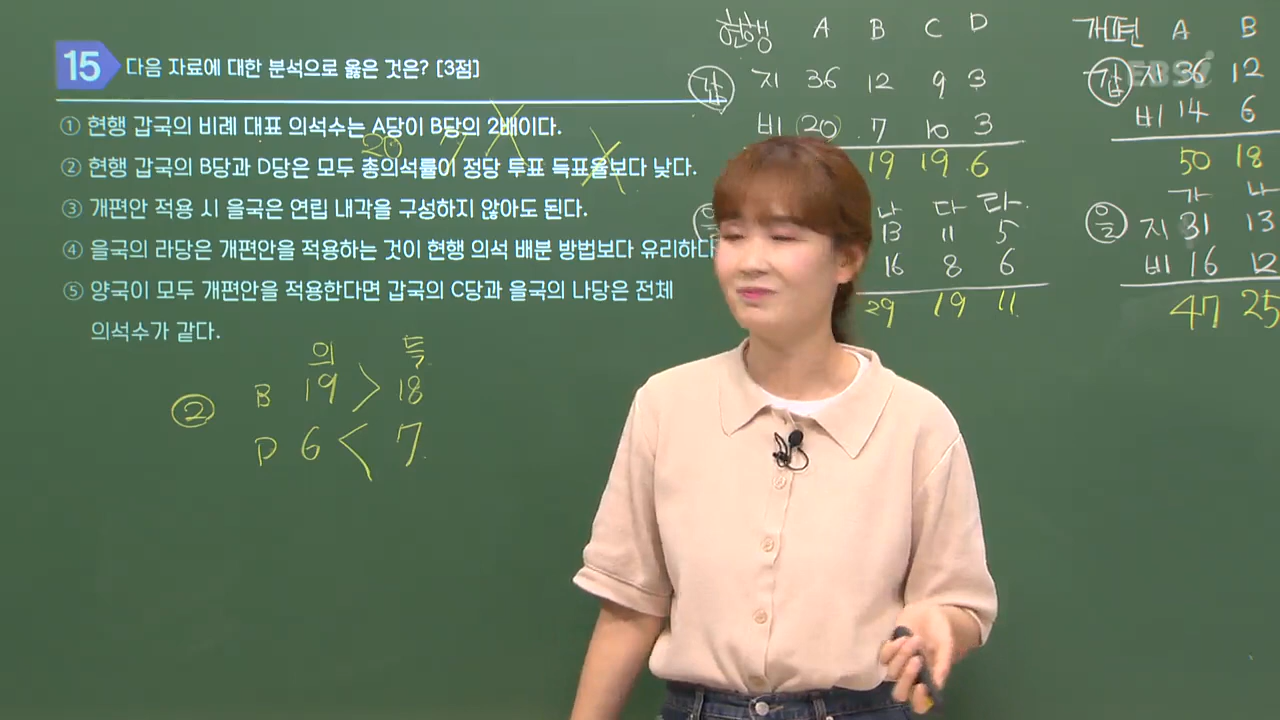 15 다음 자료에 대한 분석으로 옳은 것은? [3점]
① 현행 갑국의 비례 대표 의석수는 A당이 B당의 2배이다.
20 7
② 현행 갑국의 B당과 D당은 모두 총의석률이 정당 투표 득표율보다 낮다.
③ 개편안 적용 시 을국은 연립 내각을 구성하지 않아도 된다.
④ 을국의 라당은 개편안을 적용하는 것이 현행 의석 배분 방법보다 유리하다
⑤ 양국이 모두 개편안을 적용한다면 갑국의 C당과 을국의 나당은 전체
의석수가 같다.
의 득
② B 19 > 18
D 6 < 7
현행 A B C D
갑 지 36 12 9 3
비 20 7 10 3
19 19 6
을 나 다 라
13 11 5
16 8 6
29 19 11
개편 A B
갑 지 36 12
비 14 6
50 18
가 나
을 지 31 13
비 16 12
47 25
EBSi